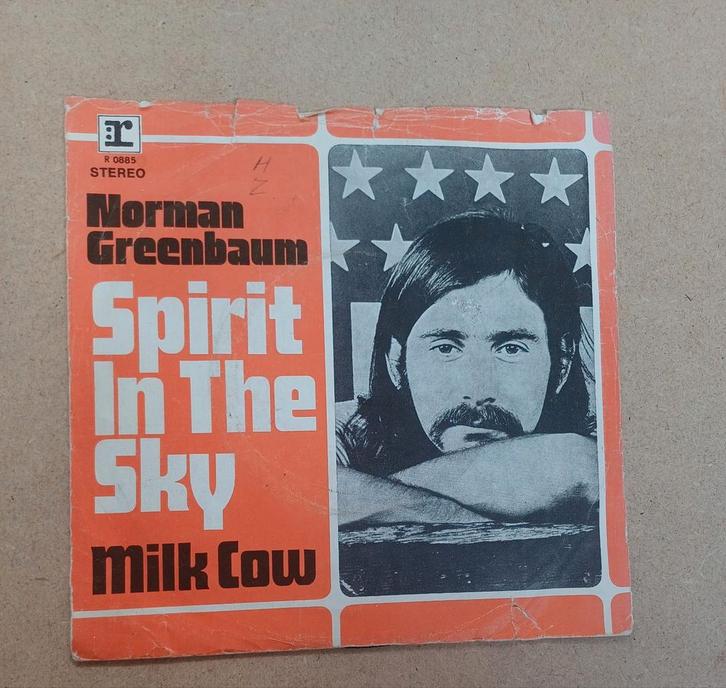 r
R 0885
STEREO
H
Z
Norman
Greenbaum
Spirit
In The
Sky
Milk Cow